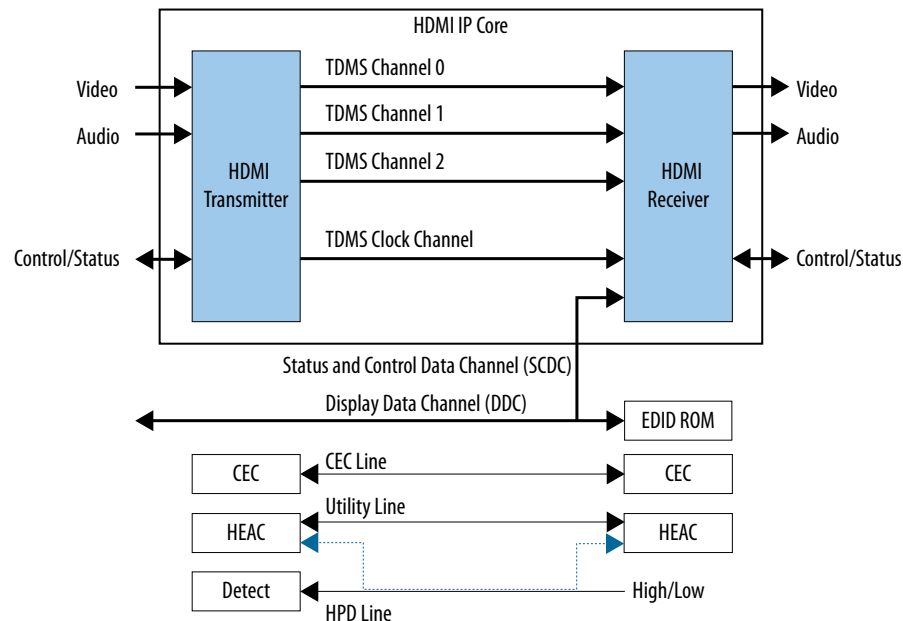 HDMI IP Core
TDMS Channel 0
Video
Video
TDMS Channel 1
Audio
Audio
TDMS Channel 2
HDMI
Transmitter
HDMI
Receiver
TDMS Clock Channel
Control/Status
Control/Status
Status and Control Data Channel (SCDC)
Display Data Channel (DDC)
EDID ROM
CEC
CEC Line
CEC
Utility Line
HEAC
HEAC
Detect
High/Low
HPD Line